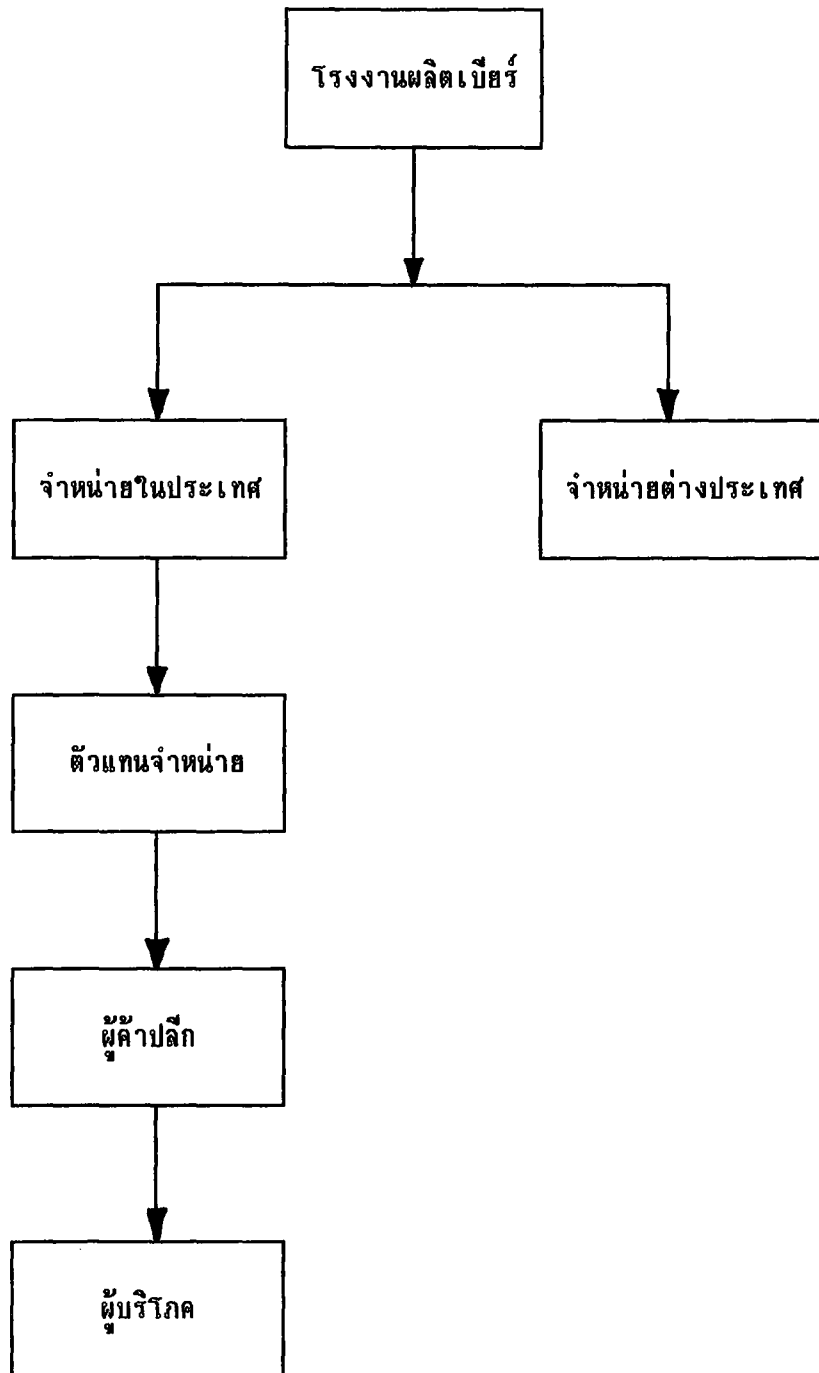 โรงงานผลิตเบียร์
จำหน่ายในประเทศ
จำหน่ายต่างประเทศ
ตัวแทนจำหน่าย
ผู้ค้าปลีก
ผู้บริโภค